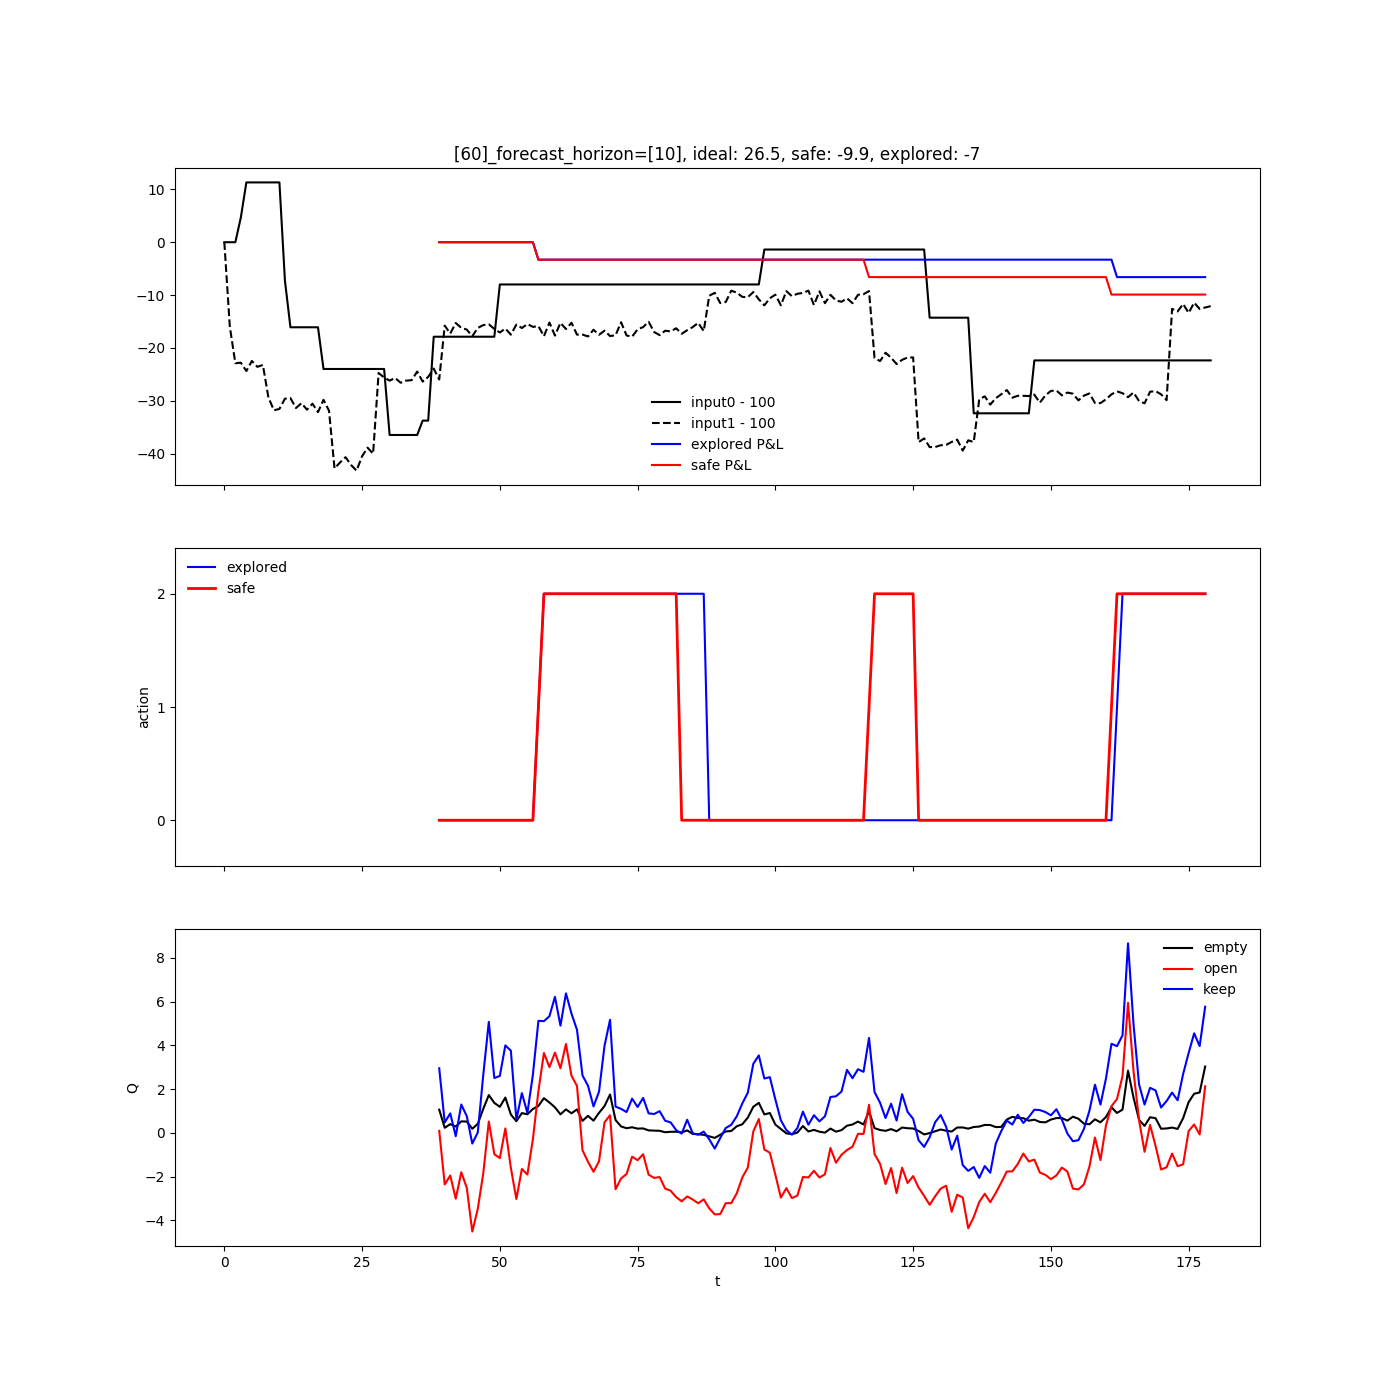 [60]_forecast_horizon=[10], ideal: 26.5, safe: -9.9, explored: -7
10
0
−10
−20
−30
−40
input0 - 100
input1 - 100
explored P&L
safe P&L
explored
safe
2
1
0
action
empty
open
keep
8
6
4
2
0
−2
−4
Q
0 25 50 75 100 125 150 175
t